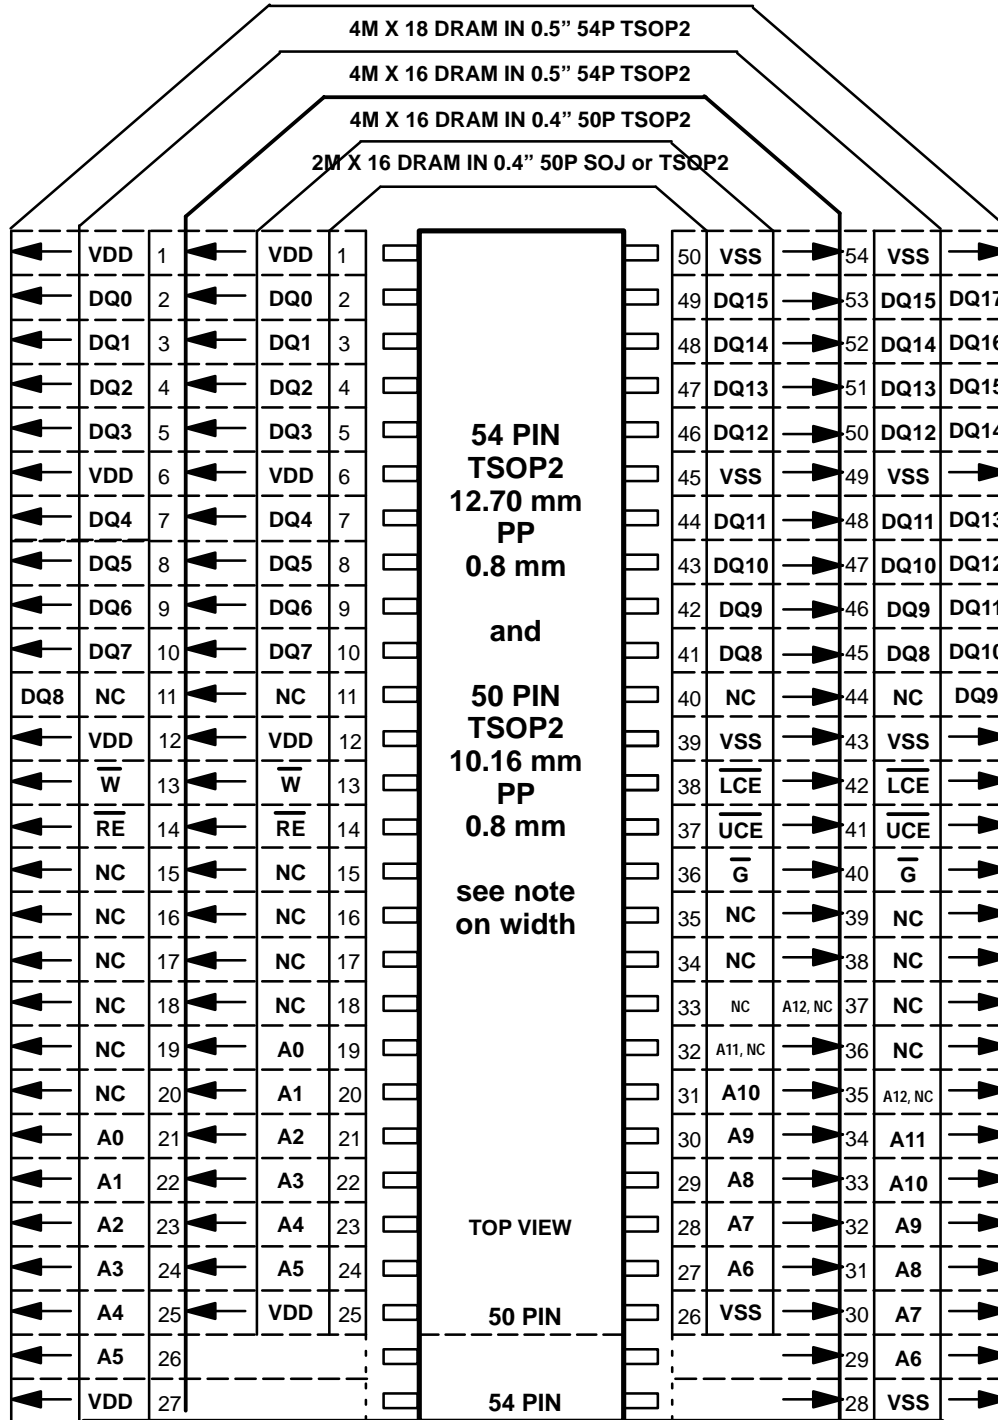 4M X 18 DRAM IN 0.5” 54P TSOP2
4M X 16 DRAM IN 0.5” 54P TSOP2
4M X 16 DRAM IN 0.4” 50P TSOP2
2M X 16 DRAM IN 0.4” 50P SOJ or TSOP2
VDD 1 VDD 1 50 VSS 54 VSS
DQ0 2 DQ0 2 49 DQ15 53 DQ15 DQ17
DQ1 3 DQ1 3 48 DQ14 52 DQ14 DQ16
DQ2 4 DQ2 4 47 DQ13 51 DQ13 DQ15
DQ3 5 DQ3 5 46 DQ12 50 DQ12 DQ14
VDD 6 VDD 6 45 VSS 49 VSS
DQ4 7 DQ4 7 44 DQ11 48 DQ11 DQ13
DQ5 8 DQ5 8 43 DQ10 47 DQ10 DQ12
DQ6 9 DQ6 9 42 DQ9 46 DQ9 DQ11
DQ7 10 DQ7 10 41 DQ8 45 DQ8 DQ10
DQ8 NC 11 NC 11 40 NC 44 NC DQ9
VDD 12 VDD 12 39 VSS 43 VSS
W̅ 13 W̅ 13 38 L̅C̅E̅ 42 L̅C̅E̅
R̅E̅ 14 R̅E̅ 14 37 U̅C̅E̅ 41 U̅C̅E̅
NC 15 NC 15 36 G̅ 40 G̅
NC 16 NC 16 35 NC 39 NC
NC 17 NC 17 34 NC 38 NC
NC 18 NC 18 33 NC A12, NC 37 NC
NC 19 A0 19 32 A11, NC 36 NC
NC 20 A1 20 31 A10 35 A12, NC
A0 21 A2 21 30 A9 34 A11
A1 22 A3 22 29 A8 33 A10
A2 23 A4 23 28 A7 32 A9
A3 24 A5 24 27 A6 31 A8
A4 25 VDD 25 26 VSS 30 A7
A5 26 29 A6
VDD 27 28 VSS
54 PIN
TSOP2
12.70 mm
PP
0.8 mm
and
50 PIN
TSOP2
10.16 mm
PP
0.8 mm
see note
on width
TOP VIEW
50 PIN
54 PIN